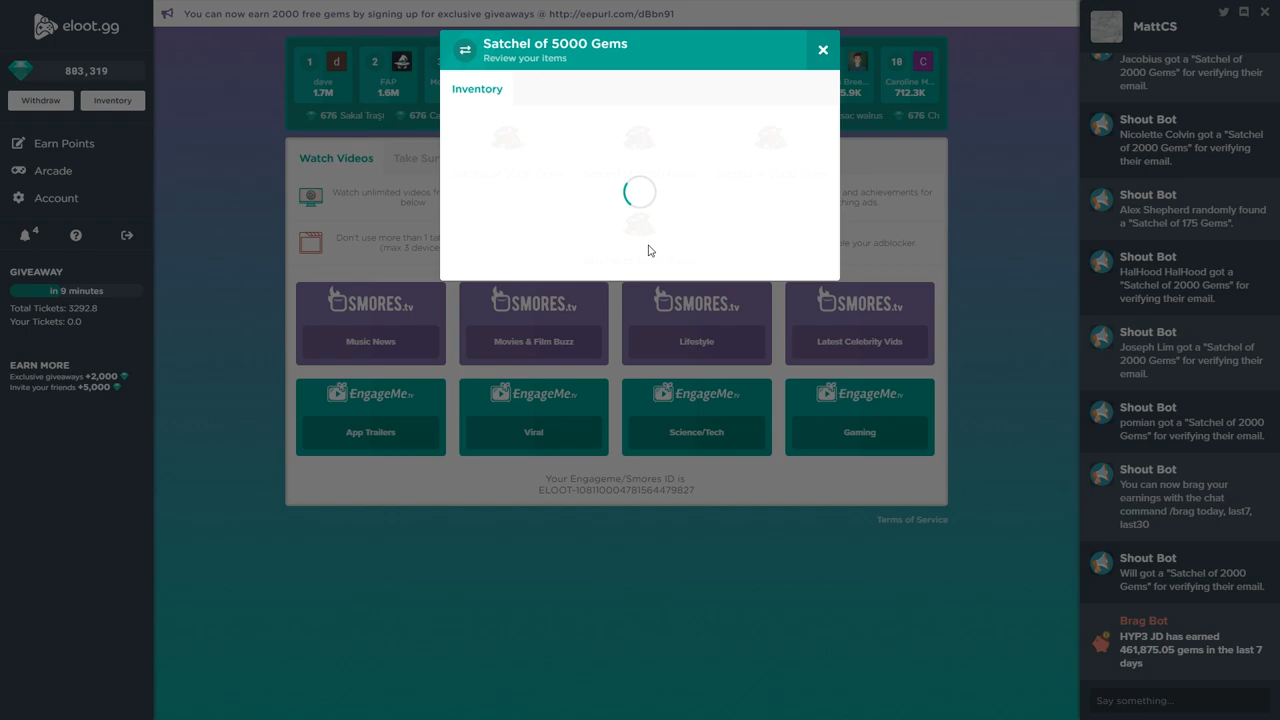 eloot.gg
803,319
Withdraw
Inventory
Earn Points
Arcade
Account
4
GIVEAWAY
in 9 minutes
Total Tickets: 3292.8
Your Tickets: 0.0
EARN MORE
Exclusive giveaways +2,000
Invite your friends +5,000
You can now earn 2000 free gems by signing up for exclusive giveaways @ http://eepurl.com/dBbn91
1 d
dave
1.7M
2
FAP
1.6M
Bree...
5.9K
10 C
Caroline M...
712.3K
676 Sakal Traşı
676 Ca
sac walrus
676 Ch
Satchel of 5000 Gems
Review your items
Inventory
Watch Videos
Take Sur
Watch unlimited videos fr
below
and achievements for
ching ads.
Don't use more than 1 ta
(max 3 device
le your adblocker.
SMORES.tv
Music News
SMORES.tv
Movies & Film Buzz
SMORES.tv
Lifestyle
SMORES.tv
Latest Celebrity Vids
EngageMe.tv
App Trailers
EngageMe.tv
Viral
EngageMe.tv
Science/Tech
EngageMe.tv
Gaming
Your Engageme/Smores ID is
ELOOT-108110004781564479827
Terms of Service
MattCS
Jacobius got a "Satchel of
2000 Gems" for verifying
their email.
Shout Bot
Nicolette Colvin got a "Satchel
of 2000 Gems" for verifying
their email.
Shout Bot
Alex Shepherd randomly found
a "Satchel of 175 Gems".
Shout Bot
HalHood HalHood got a
"Satchel of 2000 Gems" for
verifying their email.
Shout Bot
Joseph Lim got a "Satchel of
2000 Gems" for verifying their
email.
Shout Bot
pomian got a "Satchel of 2000
Gems" for verifying their email.
Shout Bot
You can now brag your
earnings with the chat
command /brag today, last7,
last30
Shout Bot
Will got a "Satchel of 2000
Gems" for verifying their email.
Brag Bot
HYP3 JD has earned
461,875.05 gems in the last 7
days
Say something...